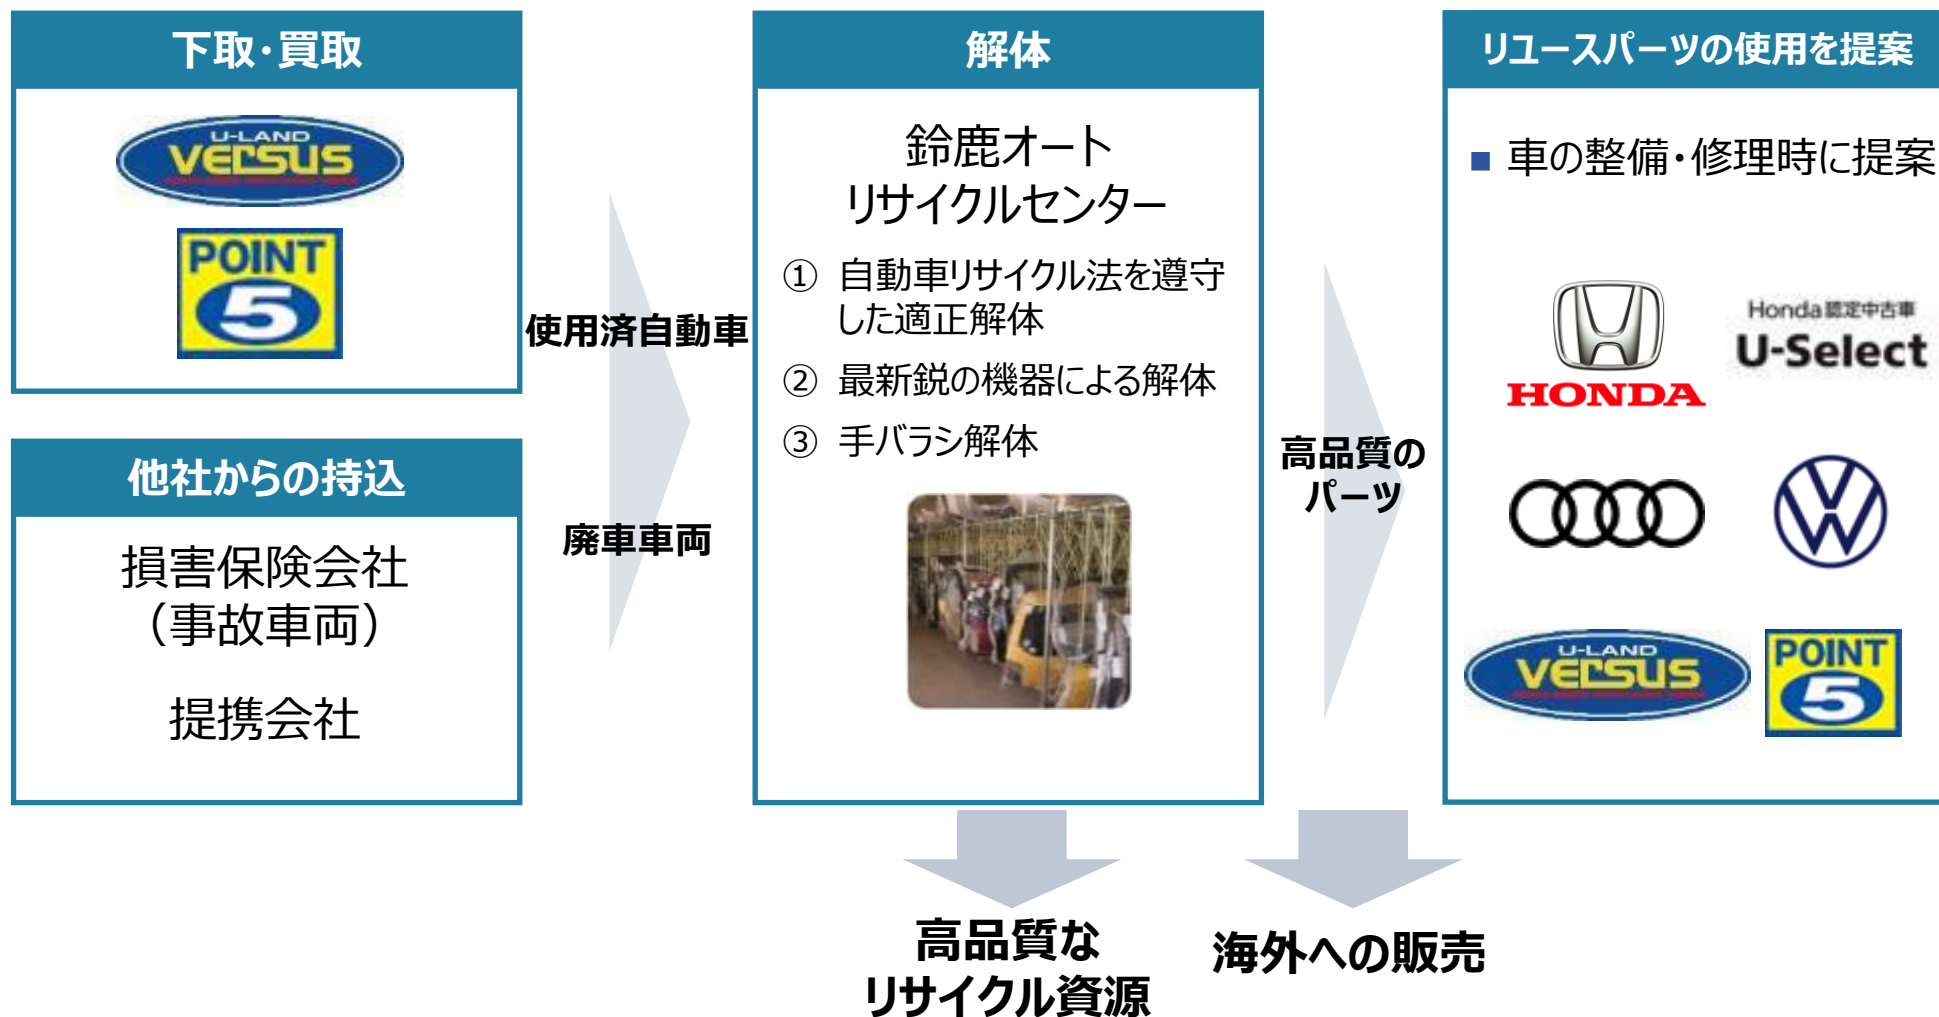 下取・買取
U-LAND
VERSUS
POINT
5
他社からの持込
損害保険会社
（事故車両）
提携会社
使用済自動車
廃車車両
解体
鈴鹿オート
リサイクルセンター
① 自動車リサイクル法を遵守
した適正解体
② 最新鋭の機器による解体
③ 手バラシ解体
高品質の
パーツ
リユースパーツの使用を提案
■ 車の整備・修理時に提案
HONDA
Honda認定中古車
U-Select
U-LAND
VERSUS
POINT
5
高品質な
リサイクル資源
海外への販売